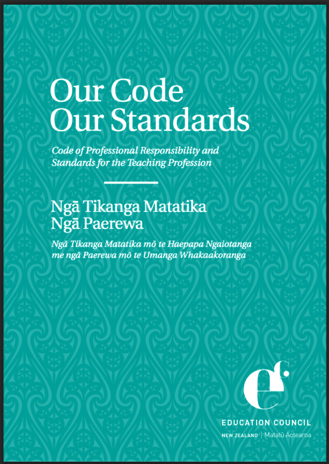 Our Code
Our Standards
Code of Professional Responsibility and
Standards for the Teaching Profession
Ngā Tikanga Matatika
Ngā Paerewa
Ngā Tikanga Matatika mō te Haepapa Ngaiotanga
me ngā Paerewa mō te Umanga Whakaakoranga
EDUCATION COUNCIL
NEW ZEALAND | Matatū Aotearoa